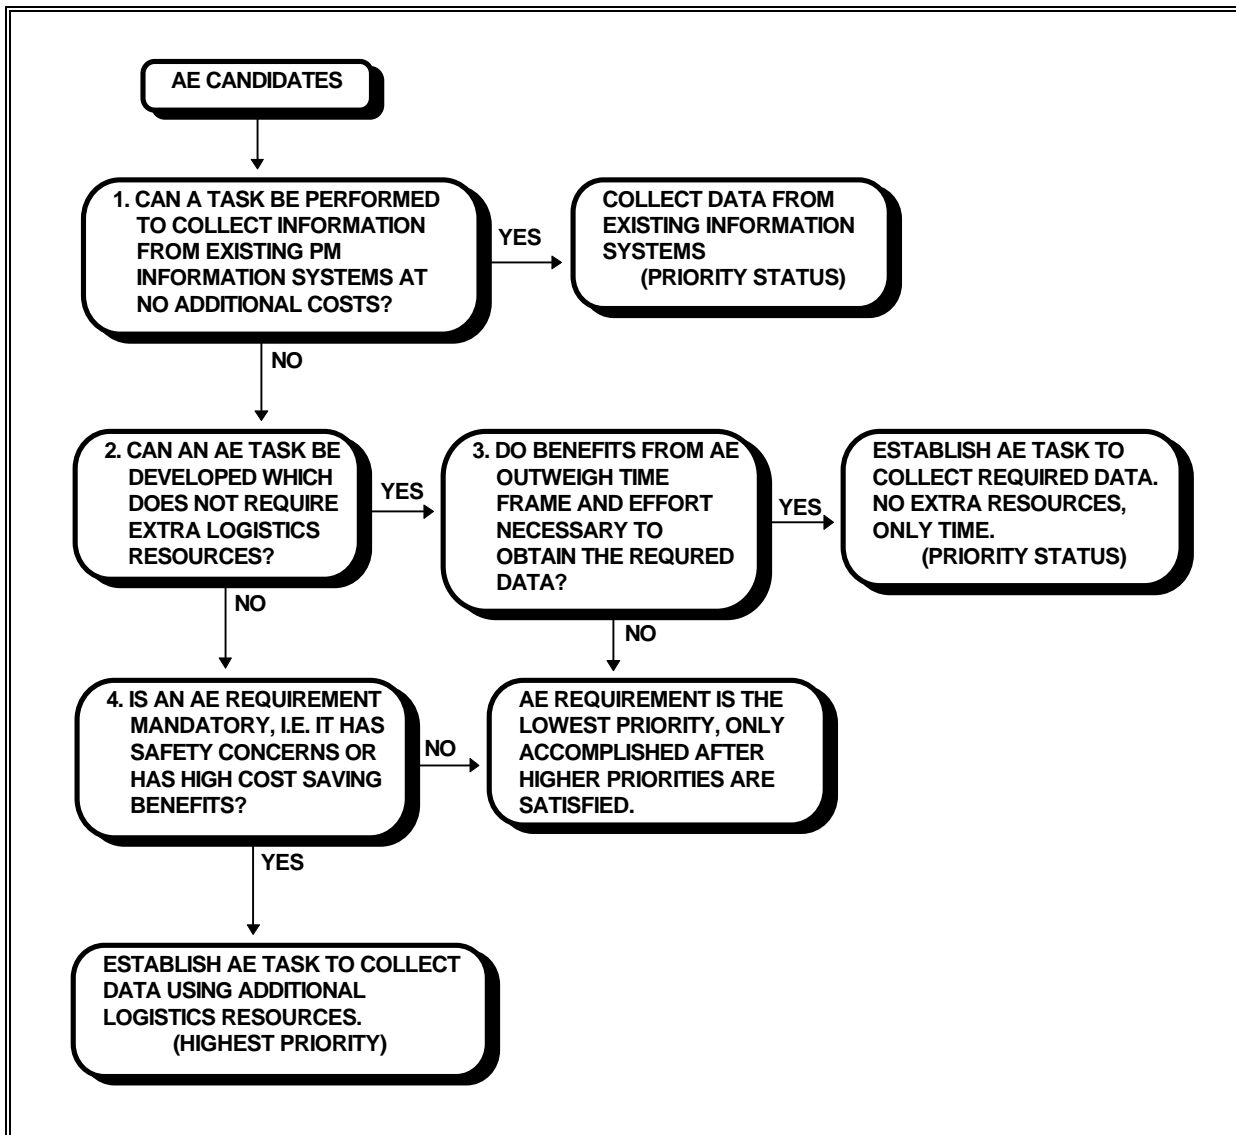 AE CANDIDATES
1. CAN A TASK BE PERFORMED
TO COLLECT INFORMATION
FROM EXISTING PM
INFORMATION SYSTEMS AT
NO ADDITIONAL COSTS?
YES
COLLECT DATA FROM
EXISTING INFORMATION
SYSTEMS
(PRIORITY STATUS)
NO
2. CAN AN AE TASK BE
DEVELOPED WHICH
DOES NOT REQUIRE
EXTRA LOGISTICS
RESOURCES?
YES
3. DO BENEFITS FROM AE
OUTWEIGH TIME
FRAME AND EFFORT
NECESSARY TO
OBTAIN THE REQURED
DATA?
YES
ESTABLISH AE TASK TO
COLLECT REQUIRED DATA.
NO EXTRA RESOURCES,
ONLY TIME.
(PRIORITY STATUS)
NO
NO
4. IS AN AE REQUIREMENT
MANDATORY, I.E. IT HAS
SAFETY CONCERNS OR
HAS HIGH COST SAVING
BENEFITS?
NO
AE REQUIREMENT IS THE
LOWEST PRIORITY, ONLY
ACCOMPLISHED AFTER
HIGHER PRIORITIES ARE
SATISFIED.
YES
ESTABLISH AE TASK TO COLLECT
DATA USING ADDITIONAL
LOGISTICS RESOURCES.
(HIGHEST PRIORITY)